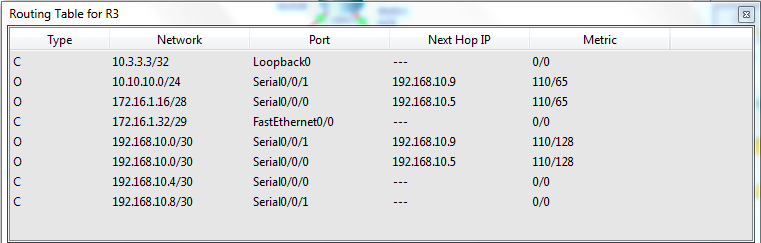 Routing Table for R3
Type Network Port Next Hop IP Metric
C 10.3.3.3/32 Loopback0 --- 0/0
O 10.10.10.0/24 Serial0/0/1 192.168.10.9 110/65
O 172.16.1.16/28 Serial0/0/0 192.168.10.5 110/65
C 172.16.1.32/29 FastEthernet0/0 --- 0/0
O 192.168.10.0/30 Serial0/0/1 192.168.10.9 110/128
O 192.168.10.0/30 Serial0/0/0 192.168.10.5 110/128
C 192.168.10.4/30 Serial0/0/0 --- 0/0
C 192.168.10.8/30 Serial0/0/1 --- 0/0